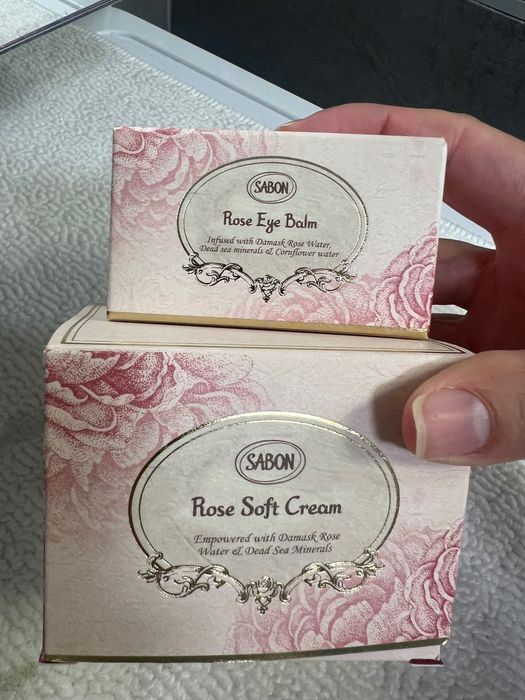 SABON
Rose Eye Balm
Infused with Damask Rose Water,
Dead sea minerals & Cornflower water
SABON
Rose Soft Cream
Empowered with Damask Rose
Water & Dead Sea Minerals